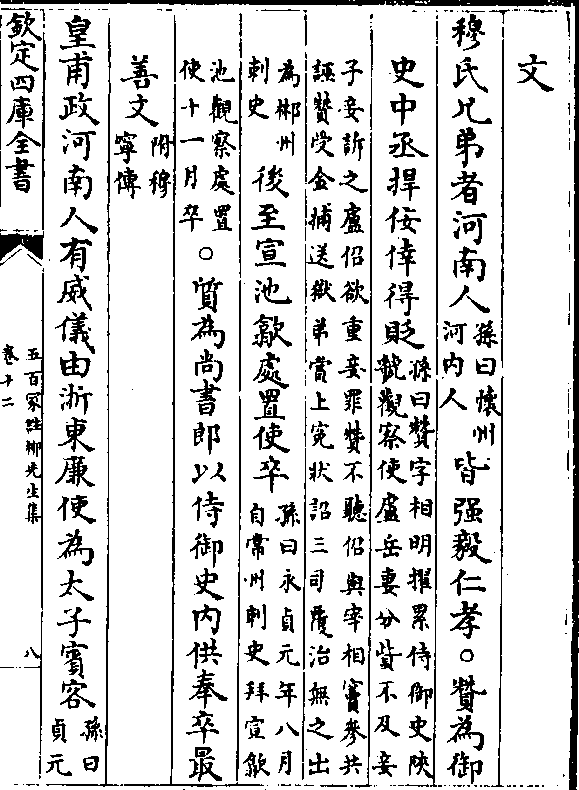 文
穆氏兄弟者河南人孫曰懷州河内人皆强毅仁孝○贊為御
史中丞捍佞倖得貶孫曰贊字相明擢累侍御史陜虢觀察使盧岳妻分貲不及妾
子妾訴之盧佋欲重妾罪贊不聽佋與宰相竇參共誣贊受金捕送獄弟賞上冤狀詔三司覆治無之出
為郴州刺史後至宣池歙處置使卒孫曰永貞元年八月自常州刺史拜宣歙
池觀察處置使十一月卒○質為尚書郎以侍御史内供奉卒最
善文附穆寧傳
皇甫政河南人有威儀由浙東廉使為太子賓客孫曰貞元
欽定四庫全書
五百家註柳先生集
卷十二
八